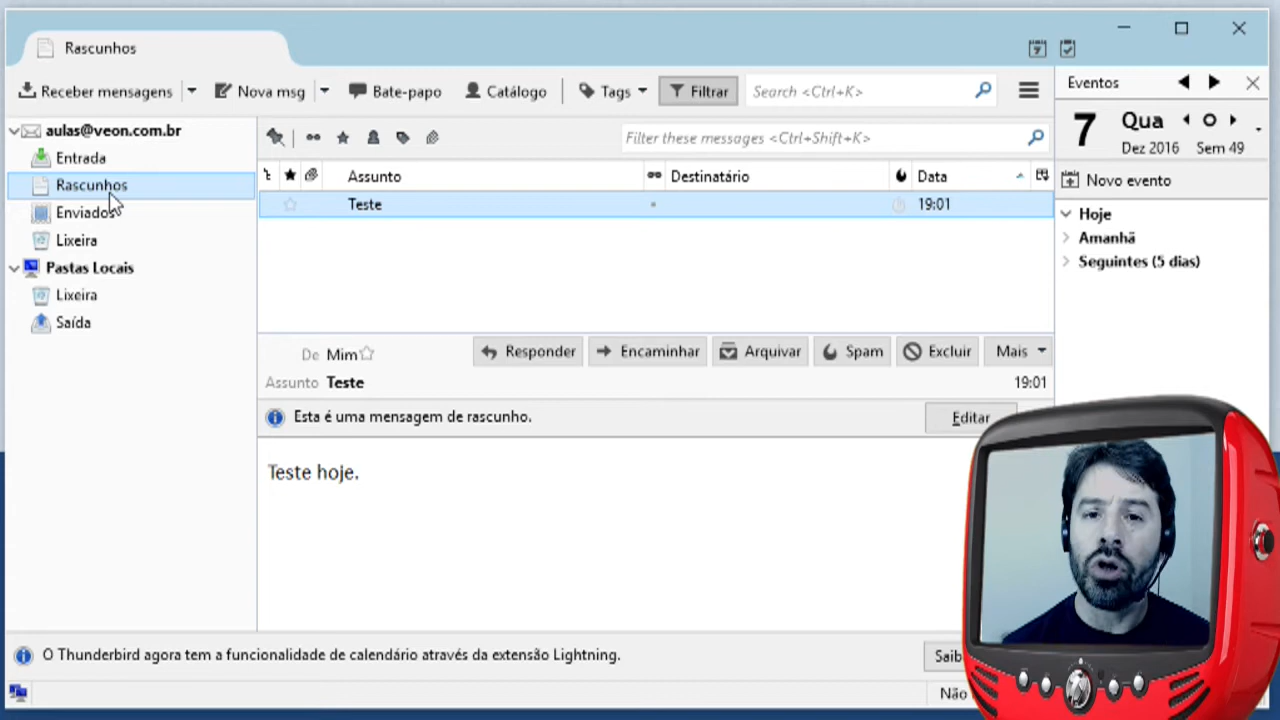 Rascunhos
Receber mensagens
Nova msg
Bate-papo
Catálogo
Tags
Filtrar
Search <Ctrl+K>
Eventos
7
Qua
Dez 2016 Sem 49
Novo evento
Hoje
Amanhã
Seguintes (5 dias)
aulas@veon.com.br
Entrada
Rascunhos
Enviados
Lixeira
Pastas Locais
Lixeira
Saída
Filter these messages <Ctrl+Shift+K>
Assunto Destinatário Data
Teste 19:01
De Mim
Responder Encaminhar Arquivar Spam Excluir Mais
Assunto Teste 19:01
Esta é uma mensagem de rascunho. Editar
Teste hoje.
O Thunderbird agora tem a funcionalidade de calendário através da extensão Lightning. Saib
Não